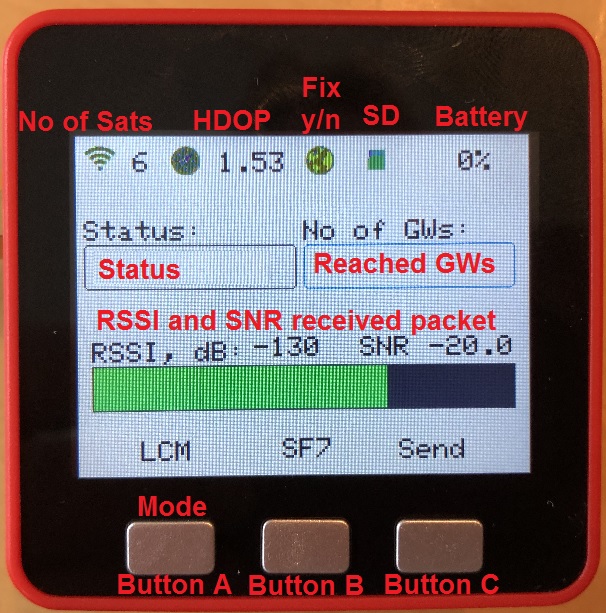 Fix
No of Sats HDOP y/n SD Battery
6 1.53 0%
Status: No of GWs:
Status Reached GWs
RSSI and SNR received packet
RSSI, dB: -130 SNR -20.0
LCM SF7 Send
Mode
Button A Button B Button C